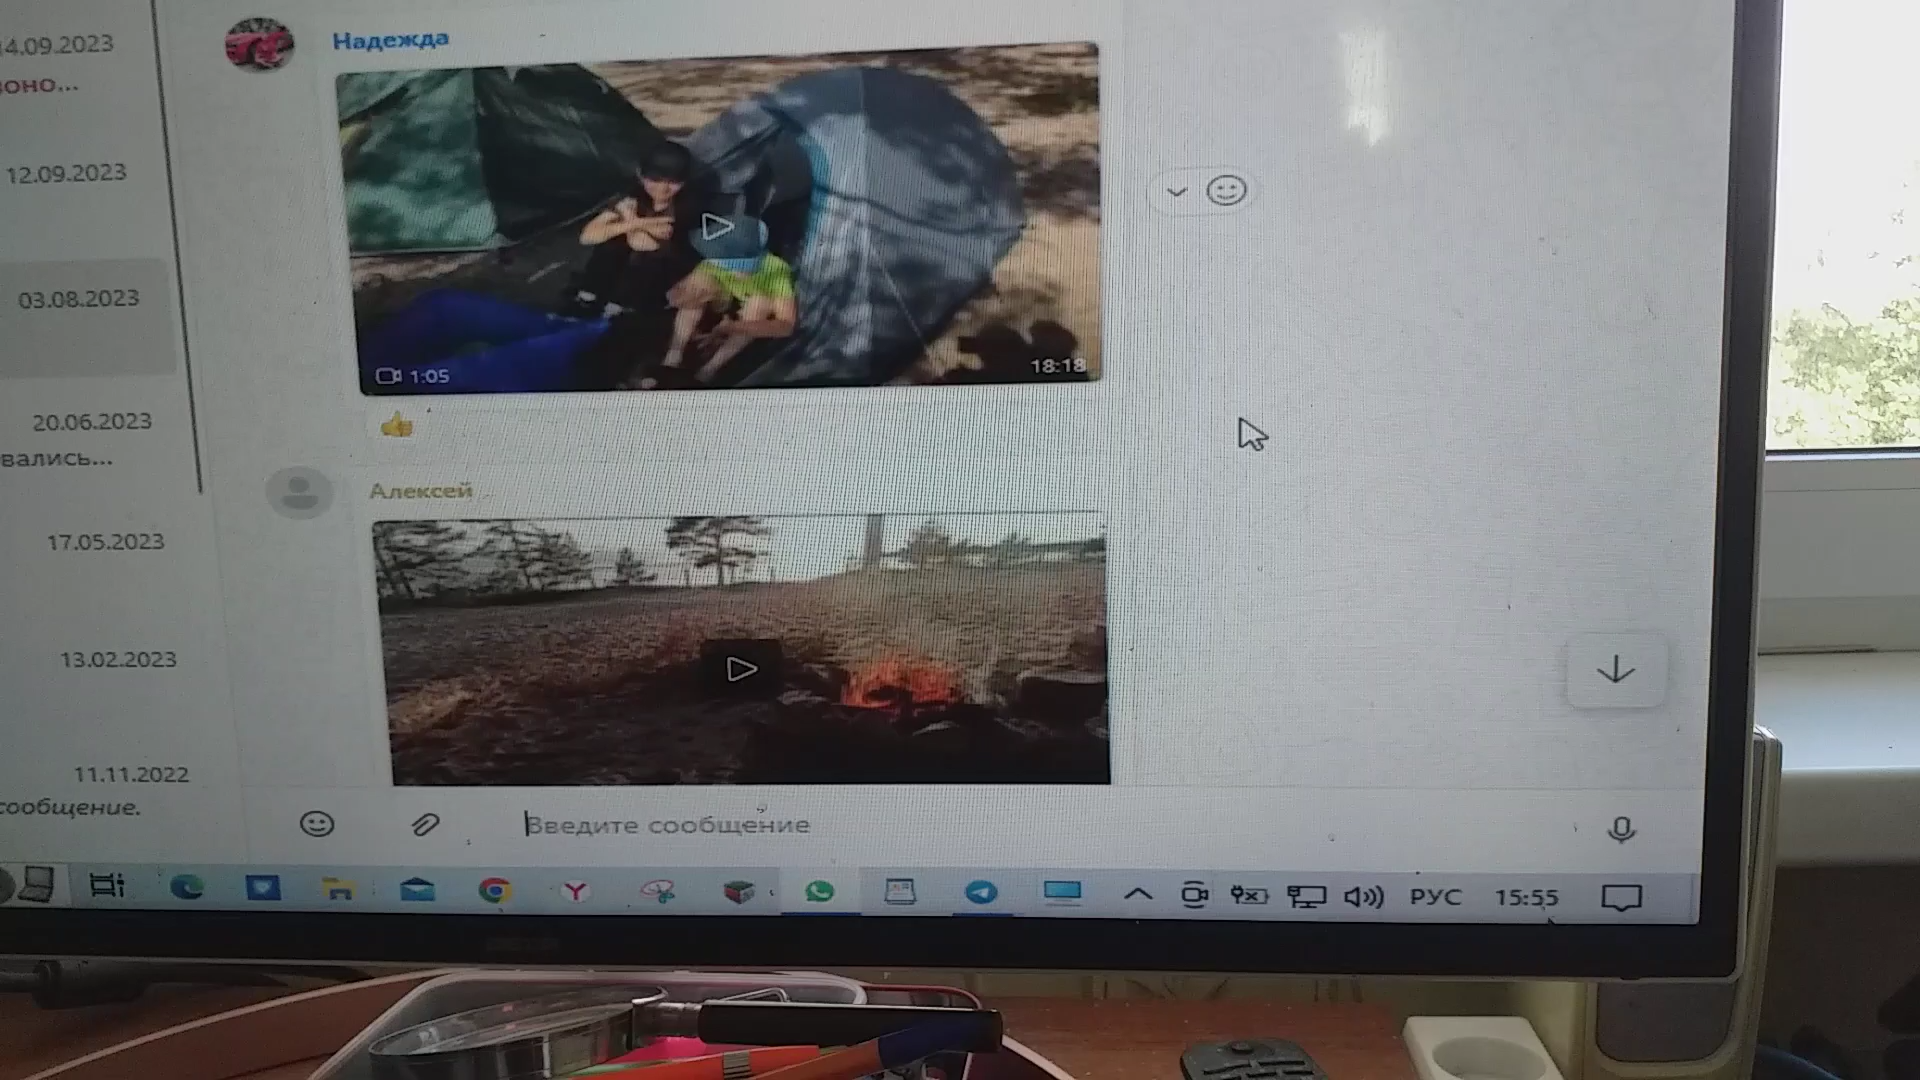 14.09.2023
оно...
12.09.2023
03.08.2023
20.06.2023
вались...
17.05.2023
13.02.2023
11.11.2022
сообщение.
Надежда
1:05
18:18
Алексей
Введите сообщение
РУС
15:55